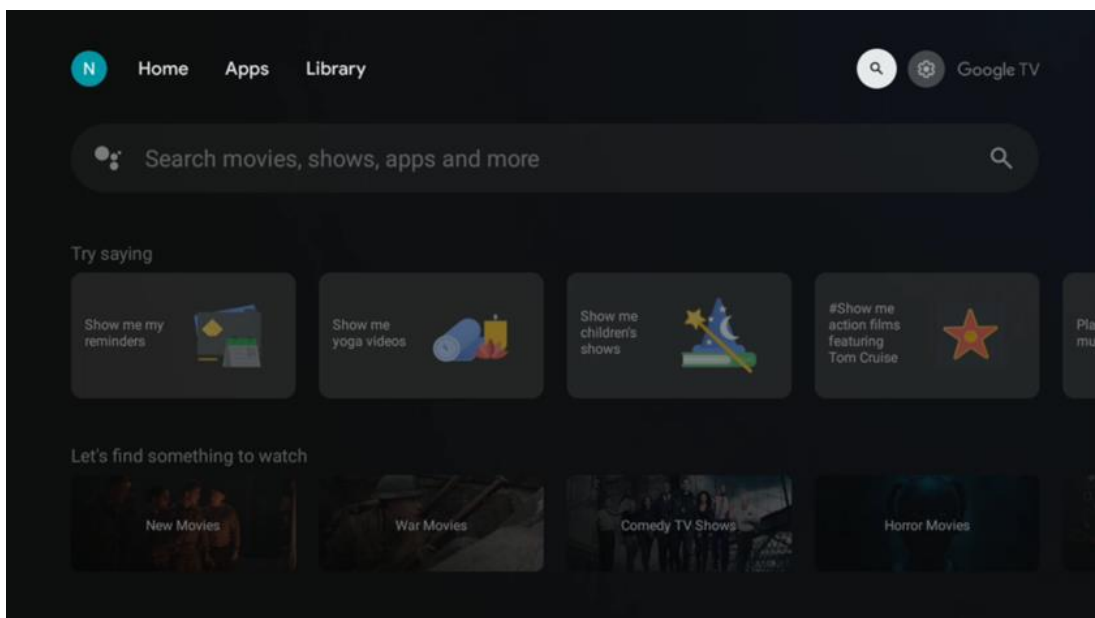 N Home Apps Library Google TV
Search movies, shows, apps and more
Try saying
Show me my
reminders
Show me
yoga videos
Show me
children's
shows
#Show me
action films
featuring
Tom Cruise
Pla
mu
Let's find something to watch
New Movies
War Movies
Comedy TV Shows
Horror Movies